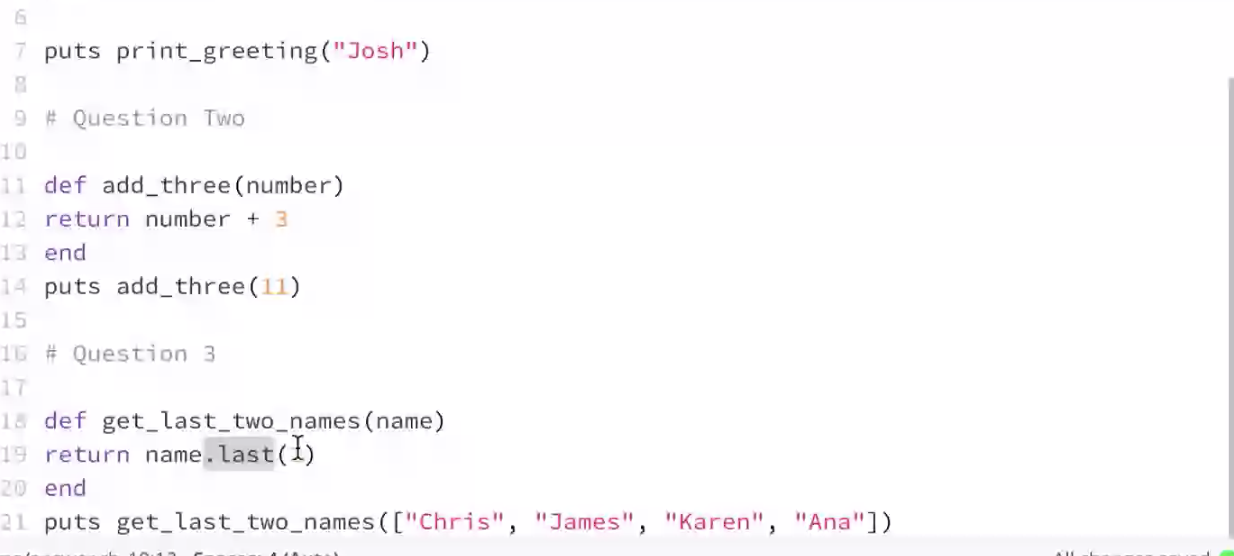 6
7 puts print_greeting("Josh")
8
9 # Question Two
10
11 def add_three(number)
12 return number + 3
13 end
14 puts add_three(11)
15
16 # Question 3
17
18 def get_last_two_names(name)
19 return name.last( )
20 end
21 puts get_last_two_names(["Chris", "James", "Karen", "Ana"])
All changes saved